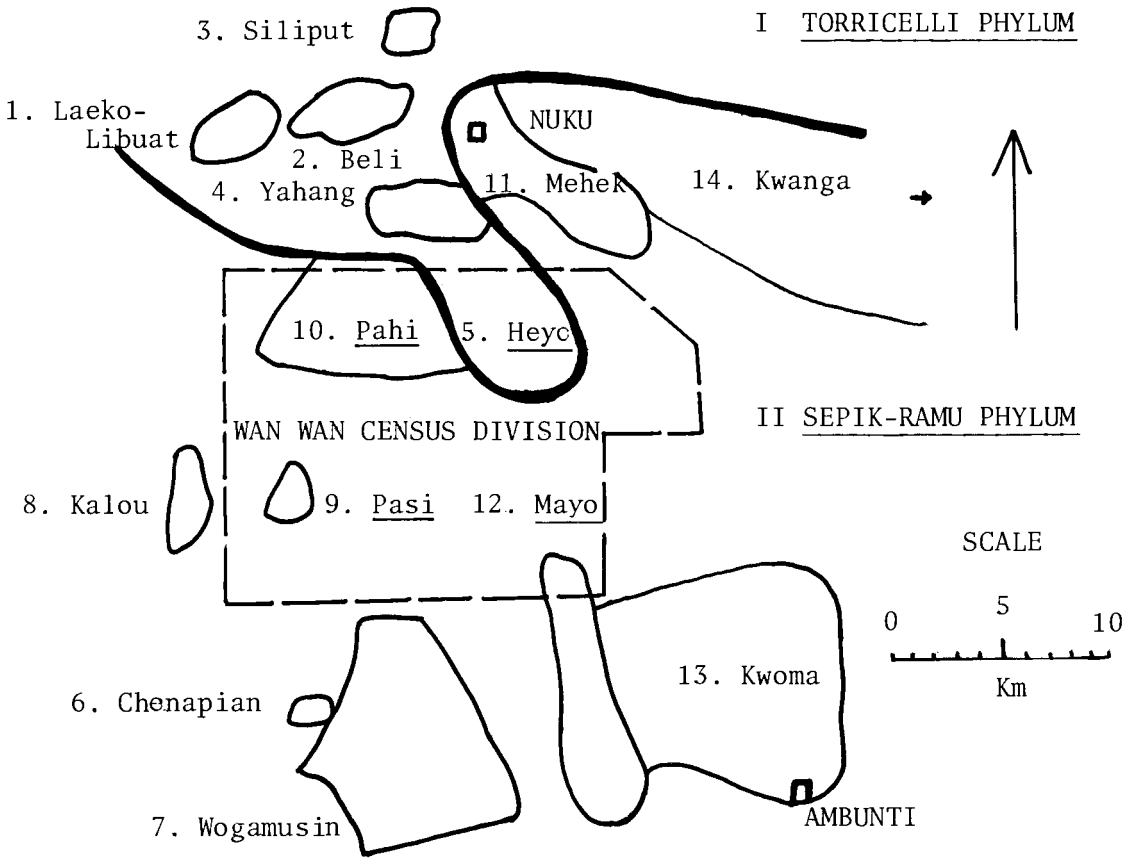 I TORRICELLI PHYLUM
3. Siliput
1. Laeko-
Libuat
NUKU
2. Beli
4. Yahang
11. Mehek
14. Kwanga
10. Pahi
5. Heyo
II SEPIK-RAMU PHYLUM
WAN WAN CENSUS DIVISION
8. Kalou
9. Pasi
12. Mayo
SCALE
0 5 10
Km
13. Kwoma
6. Chenapian
7. Wogamusin
AMBUNTI